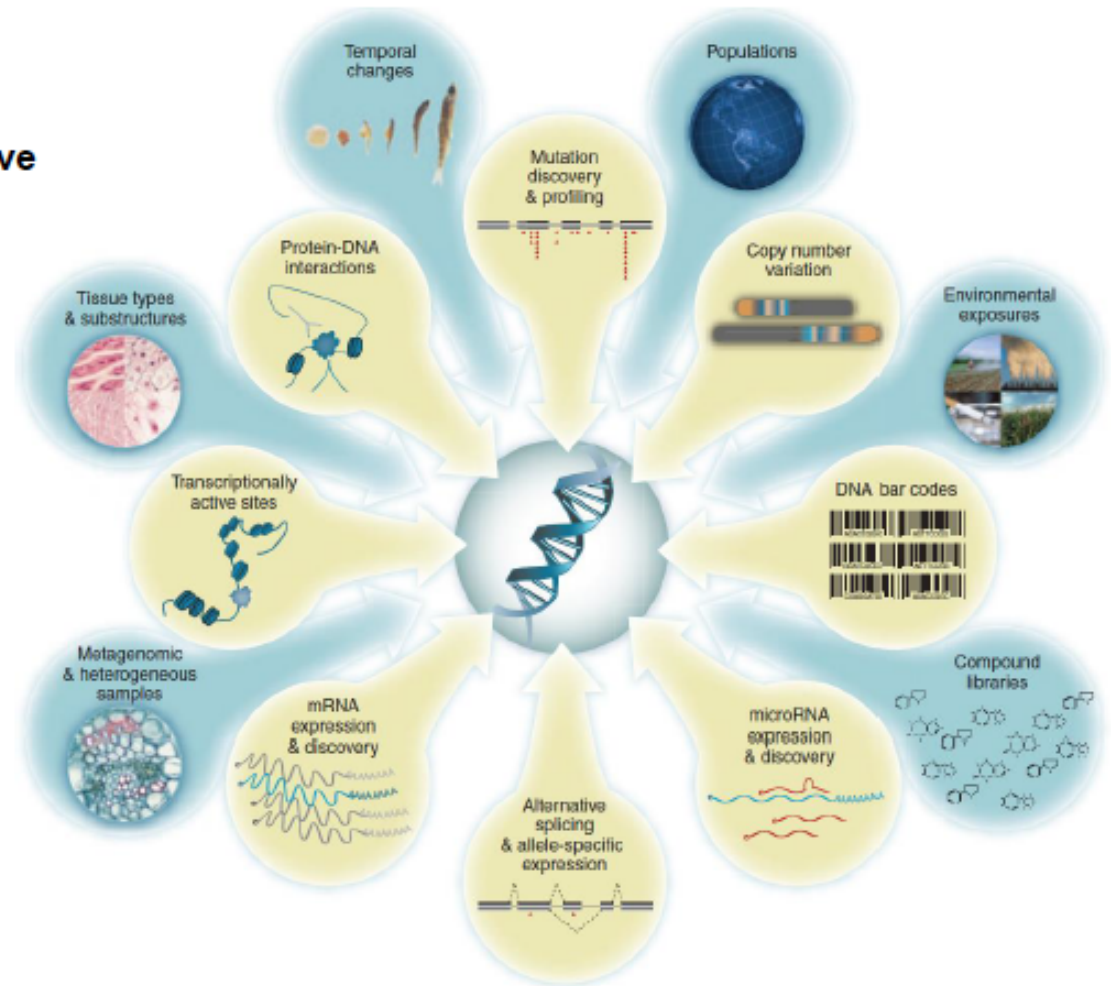 ve
Temporal
changes
Populations
Mutation
discovery
& profiling
Protein-DNA
interactions
Copy number
variation
Tissue types
& substructures
Environmental
exposures
Transcriptionally
active sites
DNA bar codes
Metagenomic
& heterogeneous
samples
mRNA
expression
& discovery
Alternative
splicing
& allele-specific
expression
microRNA
expression
& discovery
Compound
libraries